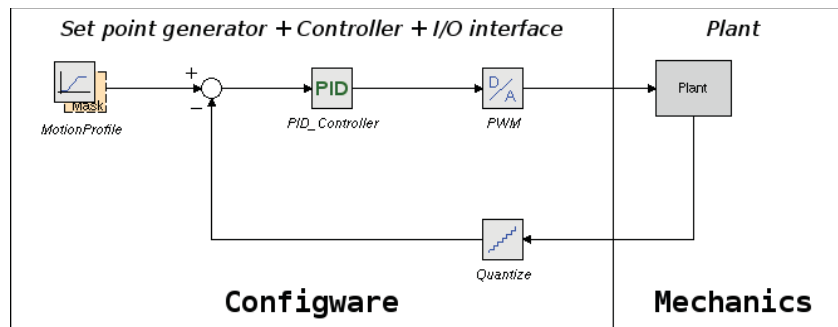 Set point generator + Controller + I/O interface
Plant
+
−
Mask
MotionProfile
PID
PID_Controller
D/A
PWM
Plant
Quantize
Configware
Mechanics